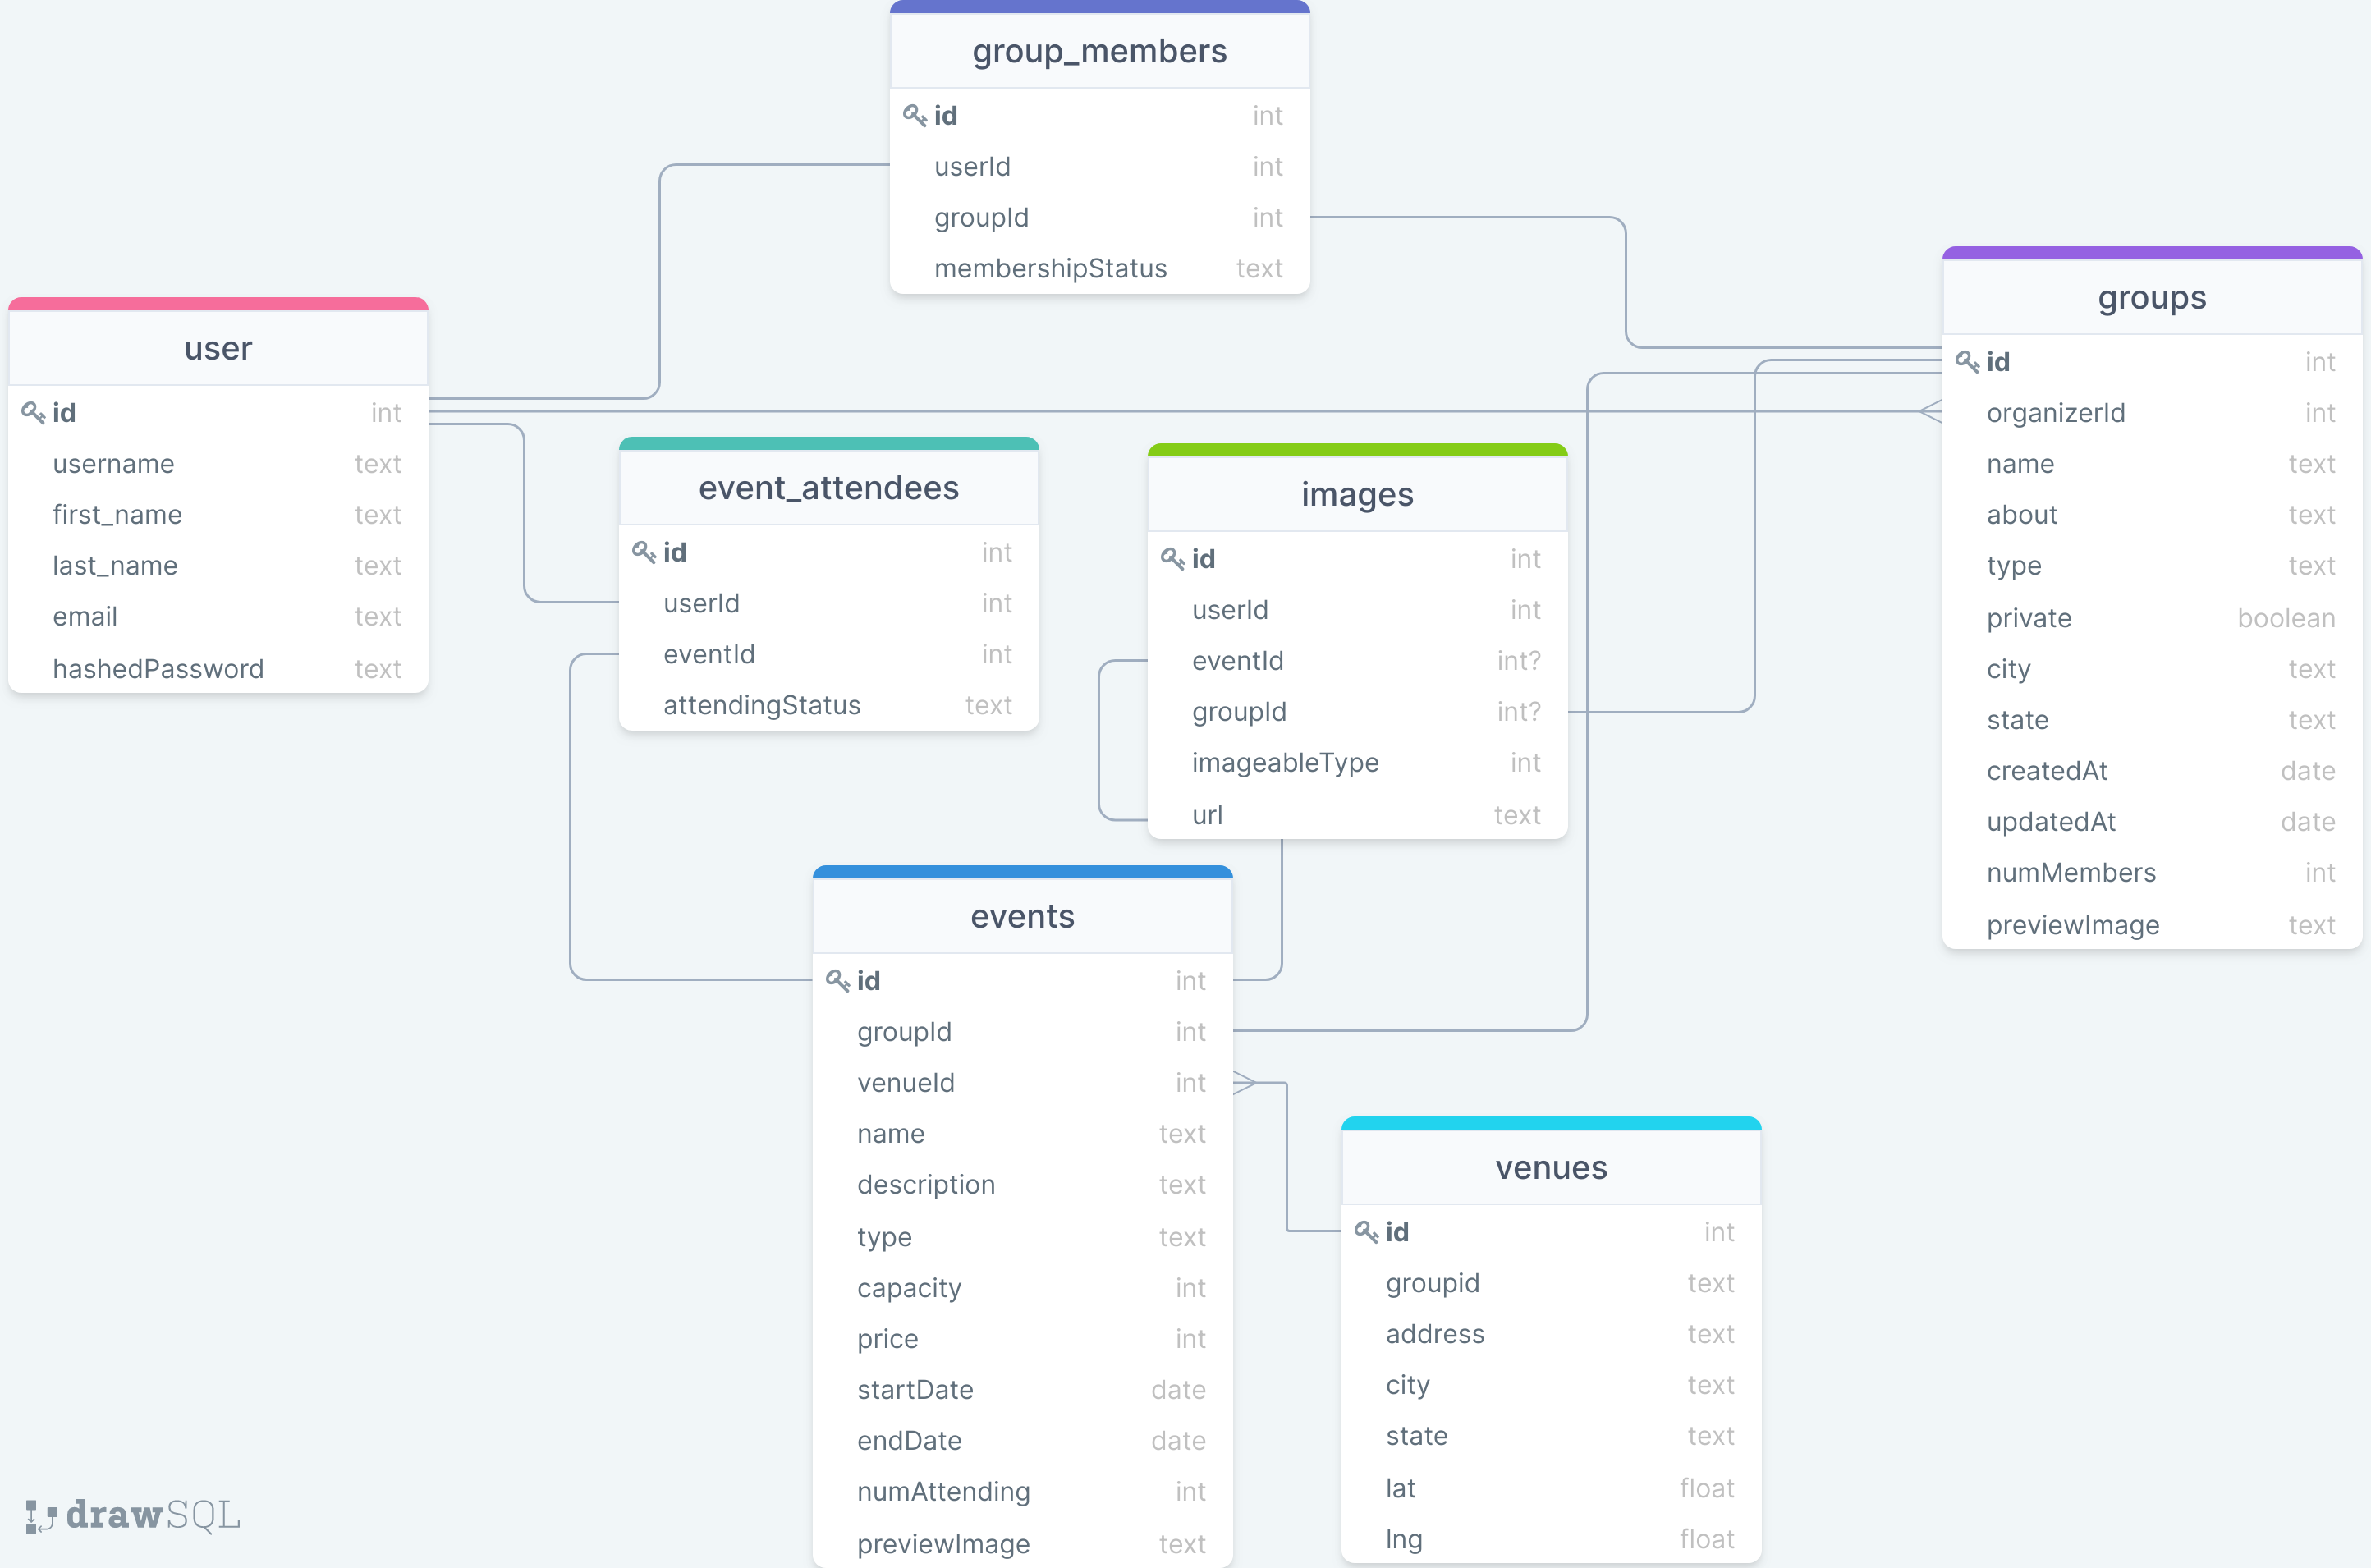 group_members
id int
userId int
groupId int
membershipStatus text
user
id int
username text
first_name text
last_name text
email text
hashedPassword text
event_attendees
id int
userId int
eventId int
attendingStatus text
images
id int
userId int
eventId int?
groupId int?
imageableType int
url text
groups
id int
organizerId int
name text
about text
type text
private boolean
city text
state text
createdAt date
updatedAt date
numMembers int
previewImage text
events
id int
groupId int
venueId int
name text
description text
type text
capacity int
price int
startDate date
endDate date
numAttending int
previewImage text
venues
id int
groupid text
address text
city text
state text
lat float
lng float
drawSQL